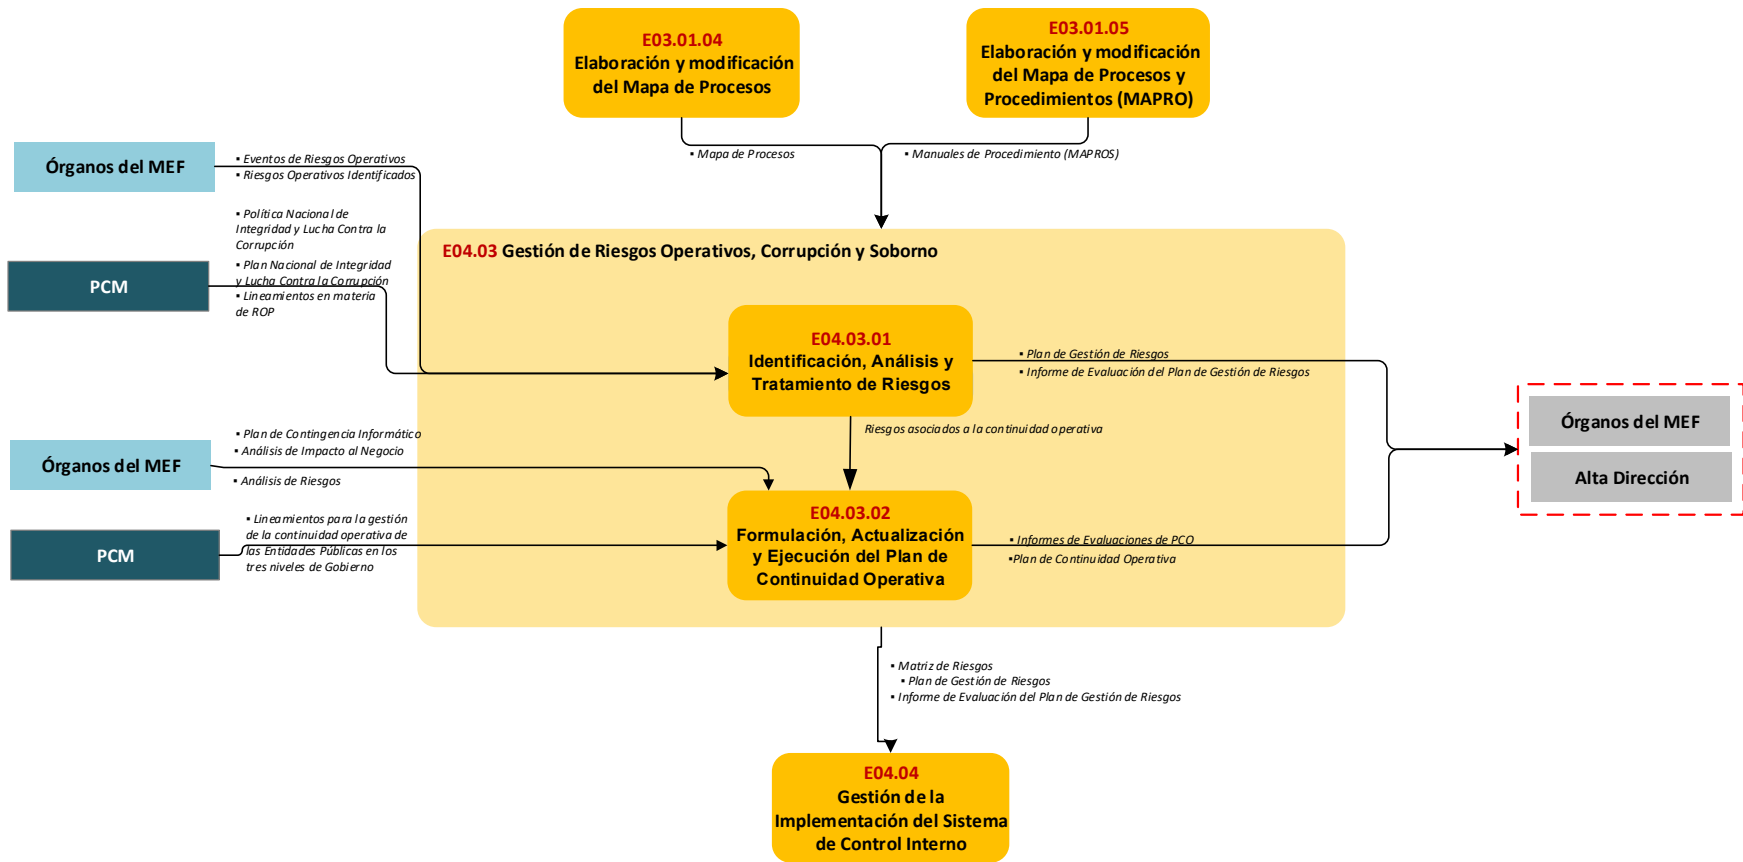 E03.01.04
Elaboración y modificación
del Mapa de Procesos
E03.01.05
Elaboración y modificación
del Mapa de Procesos y
Procedimientos (MAPRO)
▪ Mapa de Procesos
▪ Manuales de Procedimiento (MAPROS)
Órganos del MEF
▪ Eventos de Riesgos Operativos
▪ Riesgos Operativos Identificados
PCM
▪ Política Nacional de
Integridad y Lucha Contra la
Corrupción
▪ Plan Nacional de Integridad
y Lucha Contra la Corrupción
▪ Lineamientos en materia
de ROP
E04.03 Gestión de Riesgos Operativos, Corrupción y Soborno
E04.03.01
Identificación, Análisis y
Tratamiento de Riesgos
▪ Plan de Gestión de Riesgos
▪ Informe de Evaluación del Plan de Gestión de Riesgos
Riesgos asociados a la continuidad operativa
Órganos del MEF
Alta Dirección
Órganos del MEF
▪ Plan de Contingencia Informático
▪ Análisis de Impacto al Negocio
▪ Análisis de Riesgos
PCM
▪ Lineamientos para la gestión
de la continuidad operativa de
las Entidades Públicas en los
tres niveles de Gobierno
E04.03.02
Formulación, Actualización
y Ejecución del Plan de
Continuidad Operativa
▪ Informes de Evaluaciones de PCO
▪Plan de Continuidad Operativa
▪ Matriz de Riesgos
▪ Plan de Gestión de Riesgos
▪ Informe de Evaluación del Plan de Gestión de Riesgos
E04.04
Gestión de la
Implementación del Sistema
de Control Interno